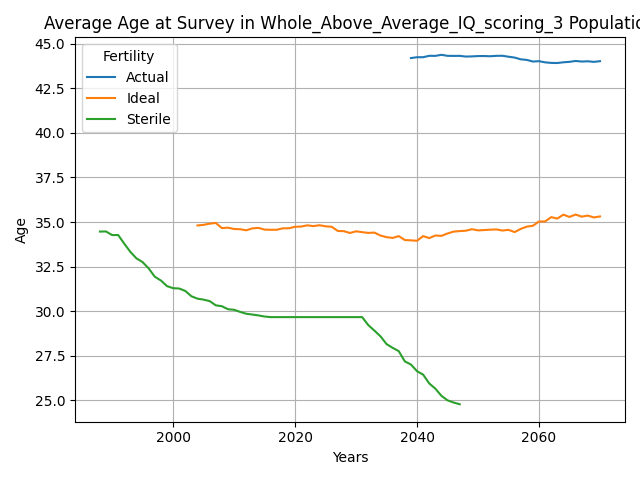 Average Age at Survey in Whole_Above_Average_IQ_scoring_3 Populatio
Fertility
Actual
Ideal
Sterile
45.0
42.5
40.0
37.5
35.0
32.5
30.0
27.5
25.0
Age
2000 2020 2040 2060
Years